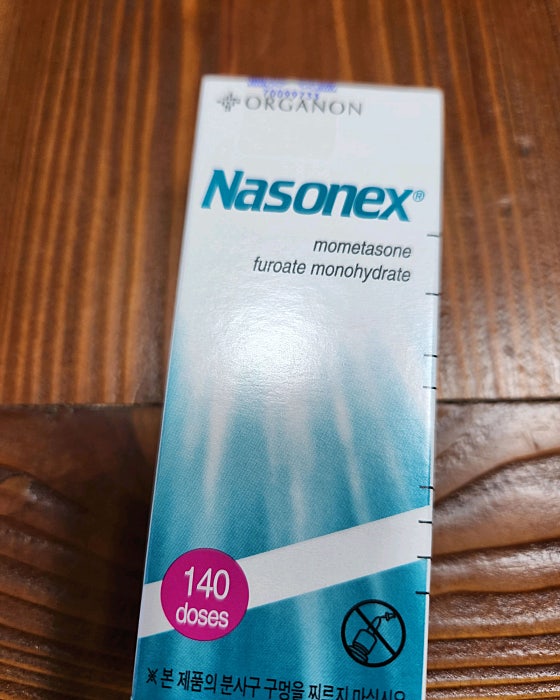 70099733
ORGANON
Nasonex®
mometasone
furoate monohydrate
140
doses
※ 본 제품의 분사구 구멍을 찌르지 마십시오